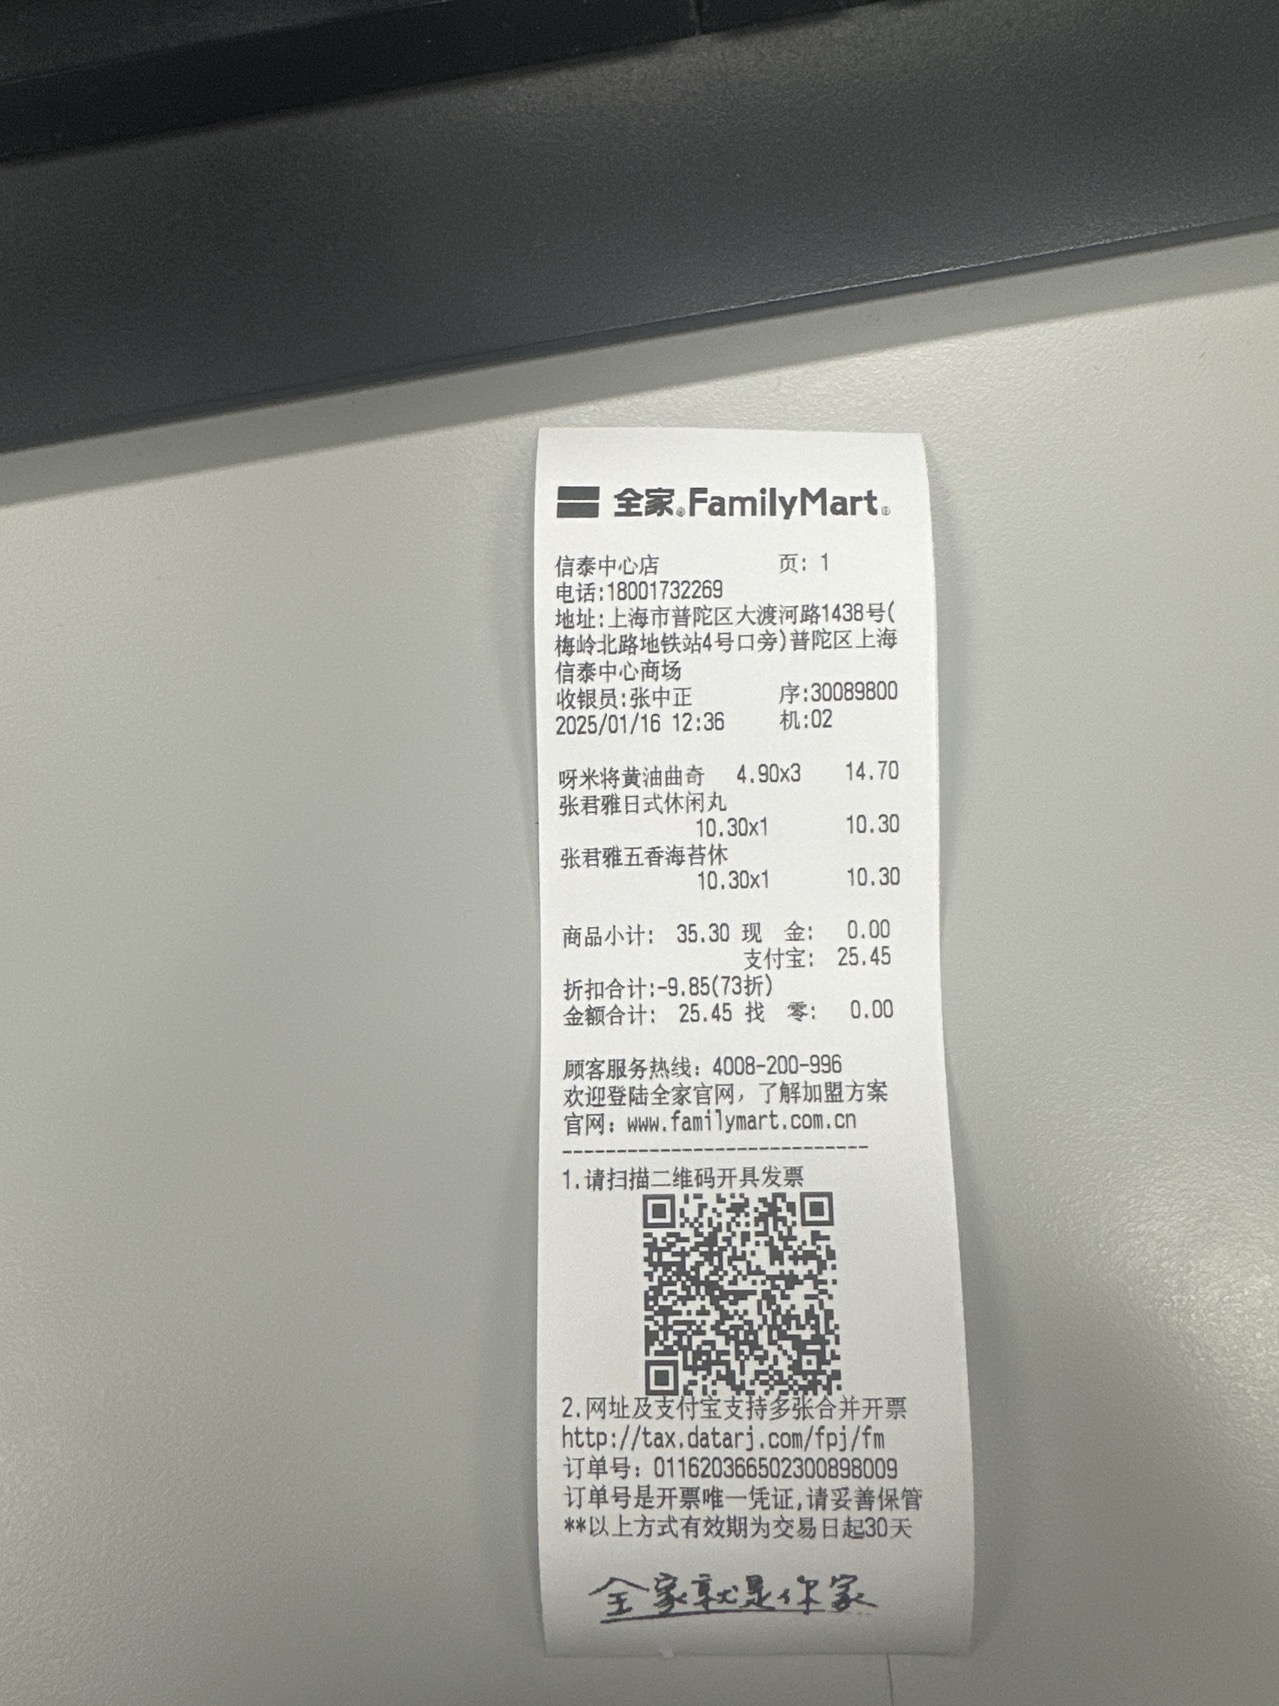 全家®FamilyMart®
信泰中心店 页: 1
电话:18001732269
地址:上海市普陀区大渡河路1438号(
梅岭北路地铁站4号口旁)普陀区上海
信泰中心商场
收银员:张中正 序:30089800
2025/01/16 12:36 机:02
呀米将黄油曲奇 4.90x3 14.70
张君雅日式休闲丸
10.30x1 10.30
张君雅五香海苔休
10.30x1 10.30
商品小计: 35.30 现 金: 0.00
支付宝: 25.45
折扣合计:-9.85(73折)
金额合计: 25.45 找 零: 0.00
顾客服务热线: 4008-200-996
欢迎登陆全家官网,了解加盟方案
官网: www.familymart.com.cn
----------------------------
1.请扫描二维码开具发票
2.网址及支付宝支持多张合并开票
http://tax.datarj.com/fpj/fm
订单号: 011620366502300898009
订单号是开票唯一凭证,请妥善保管
**以上方式有效期为交易日起30天
全家就是你家